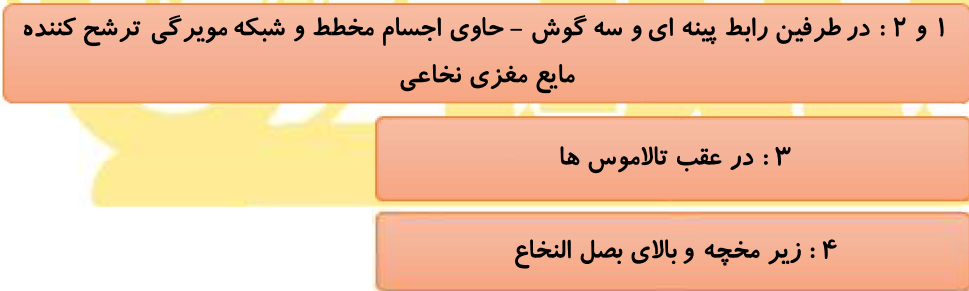 ۱ و ۲ : در طرفین رابط پینه ای و سه گوش – حاوی اجسام مخطط و شبکه مویرگی ترشح کننده
مایع مغزی نخاعی
۳ : در عقب تالاموس ها
۴ : زیر مخچه و بالای بصل النخاع